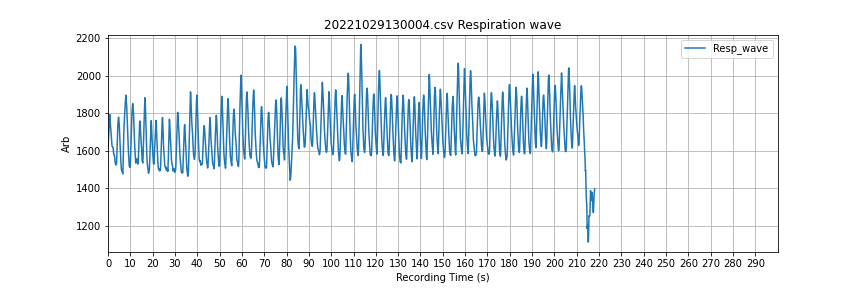 20221029130004.csv Respiration wave
Resp_wave
2200
2000
1800
1600
1400
1200
Arb
0 10 20 30 40 50 60 70 80 90 100 110 120 130 140 150 160 170 180 190 200 210 220 230 240 250 260 270 280 290
Recording Time (s)